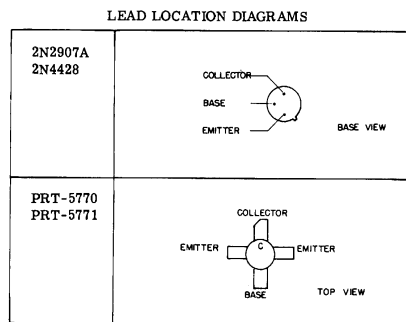 LEAD LOCATION DIAGRAMS
2N2907A
2N4428
COLLECTOR
BASE
EMITTER
BASE VIEW
PRT-5770
PRT-5771
COLLECTOR
C
EMITTER
EMITTER
BASE
TOP VIEW